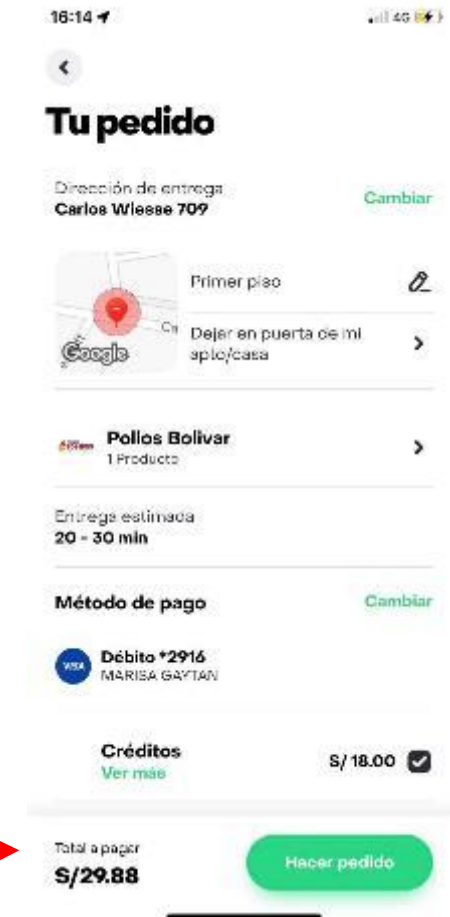 16:14
4G
Tu pedido
Dirección de entrega
Carlos Wiesse 709
Cambiar
Primer piso
Google
Dejar en puerta de mi
apto/casa
Pollos Bolivar
1 Producto
Entrega estimada
20 - 30 min
Método de pago
Cambiar
VISA
Débito *2916
MARISA GAYTAN
Créditos
S/ 18.00
Ver más
Total a pagar
S/29.88
Hacer pedido